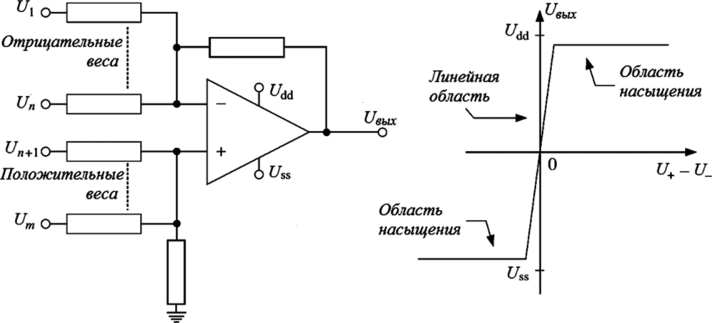 U1
Отрицательные
веса
Un
Un+1
Положительные
веса
Um
−
+
Udd
Uss
Uвых
Uвых
Udd
Линейная
область
Область
насыщения
0
U+ − U−
Область
насыщения
Uss